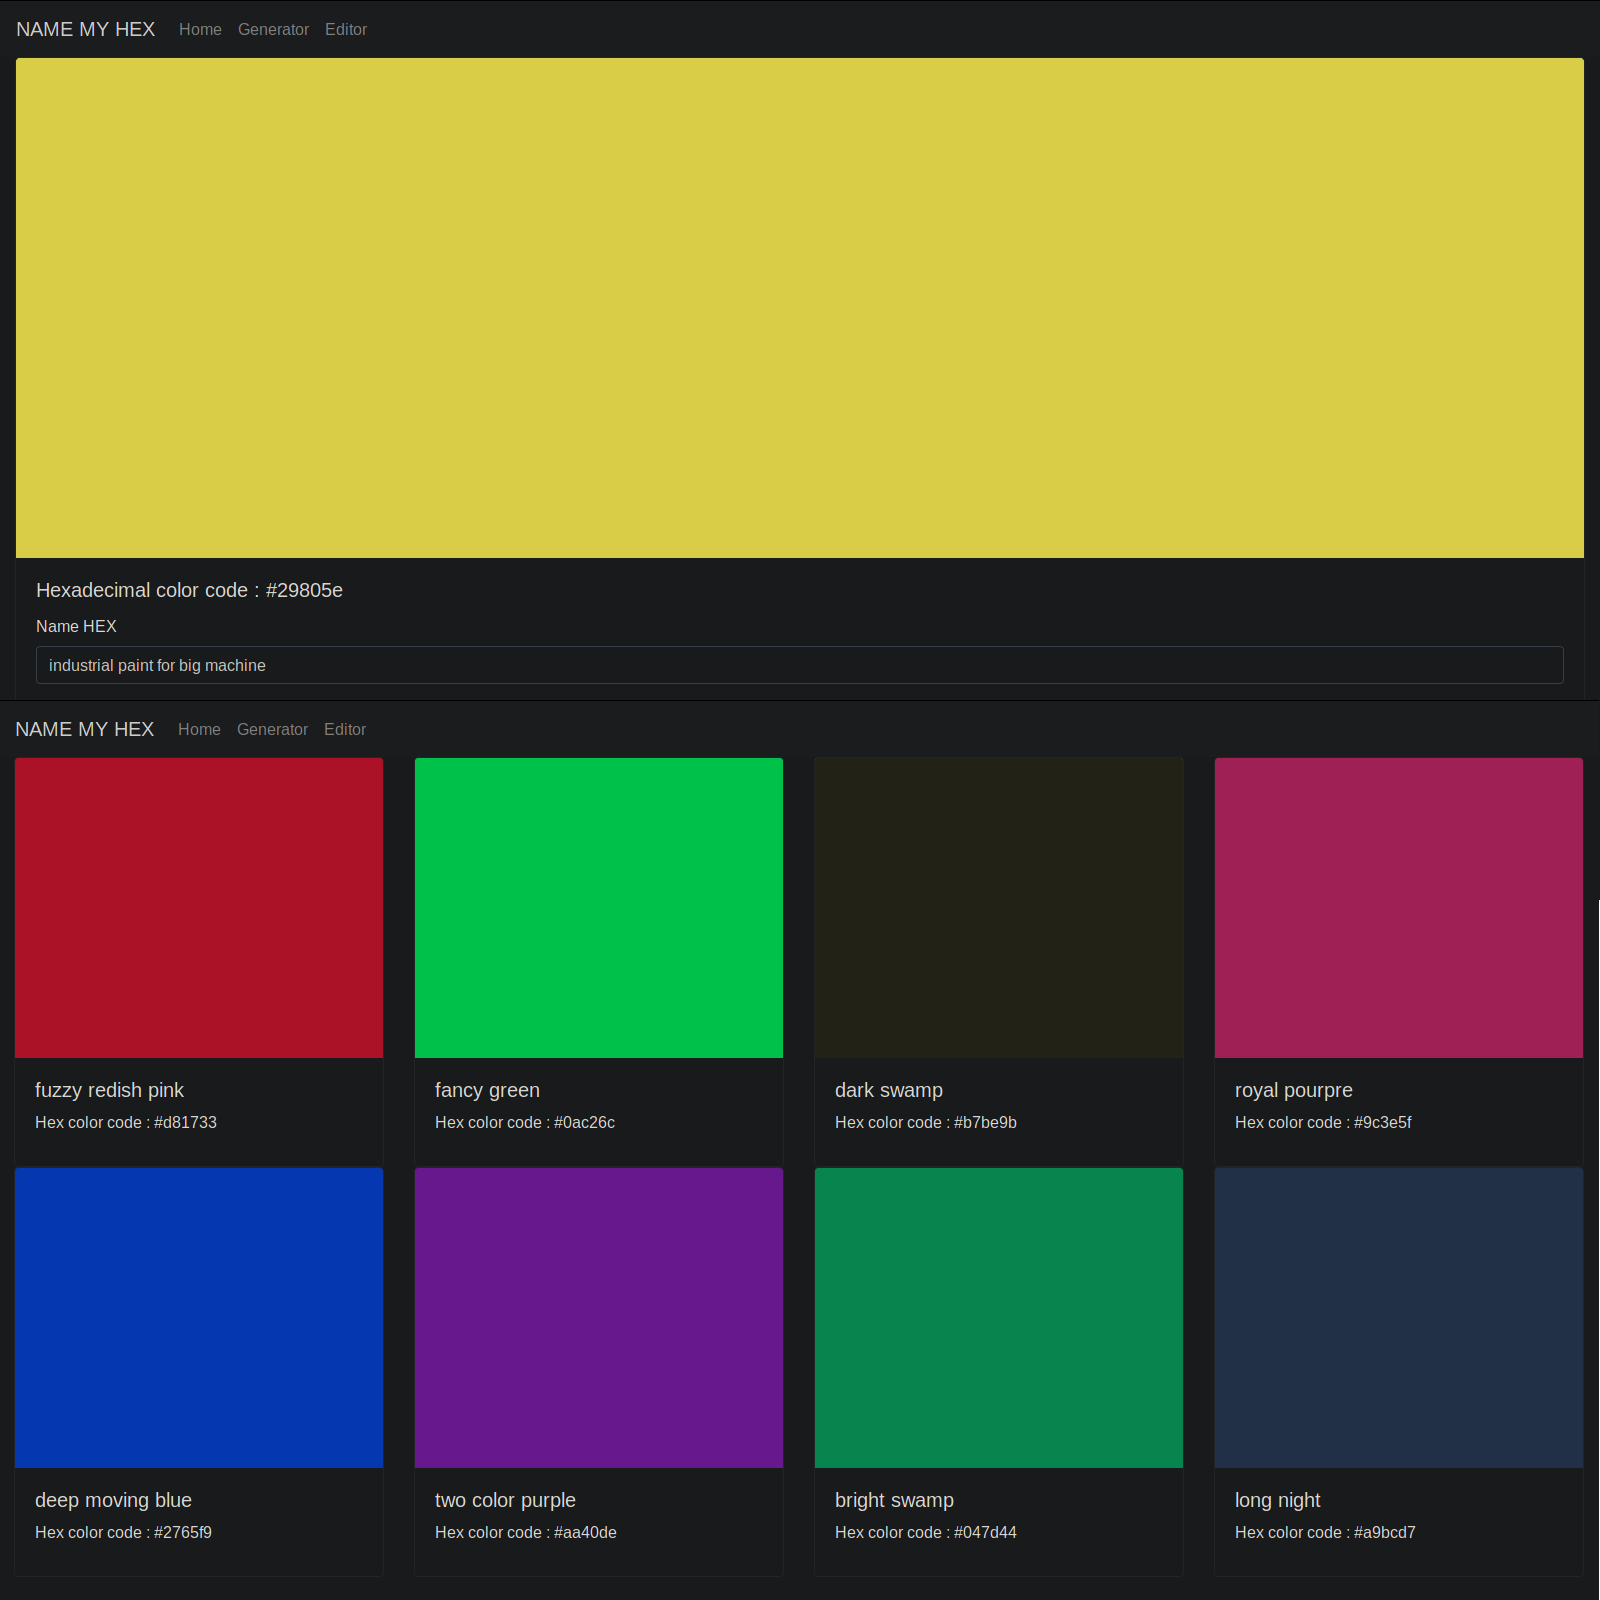 NAME MY HEX Home Generator Editor
Hexadecimal color code : #29805e
Name HEX
industrial paint for big machine
NAME MY HEX Home Generator Editor
fuzzy redish pink
Hex color code : #d81733
fancy green
Hex color code : #0ac26c
dark swamp
Hex color code : #b7be9b
royal pourpre
Hex color code : #9c3e5f
deep moving blue
Hex color code : #2765f9
two color purple
Hex color code : #aa40de
bright swamp
Hex color code : #047d44
long night
Hex color code : #a9bcd7